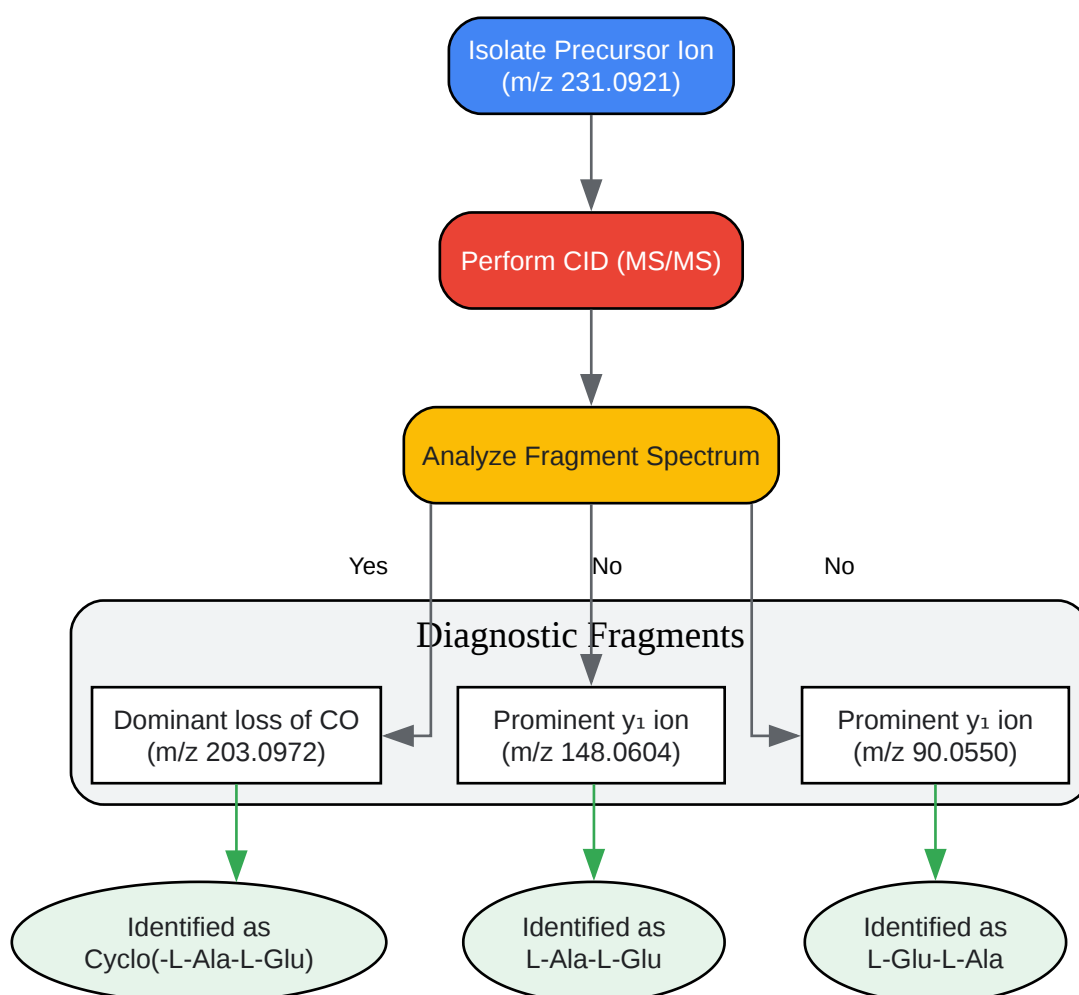 Isolate Precursor Ion
(m/z 231.0921)
Perform CID (MS/MS)
Analyze Fragment Spectrum
Yes
No
No
Diagnostic Fragments
Dominant loss of CO
(m/z 203.0972)
Prominent y₁ ion
(m/z 148.0604)
Prominent y₁ ion
(m/z 90.0550)
Identified as
Cyclo(-L-Ala-L-Glu)
Identified as
L-Ala-L-Glu
Identified as
L-Glu-L-Ala